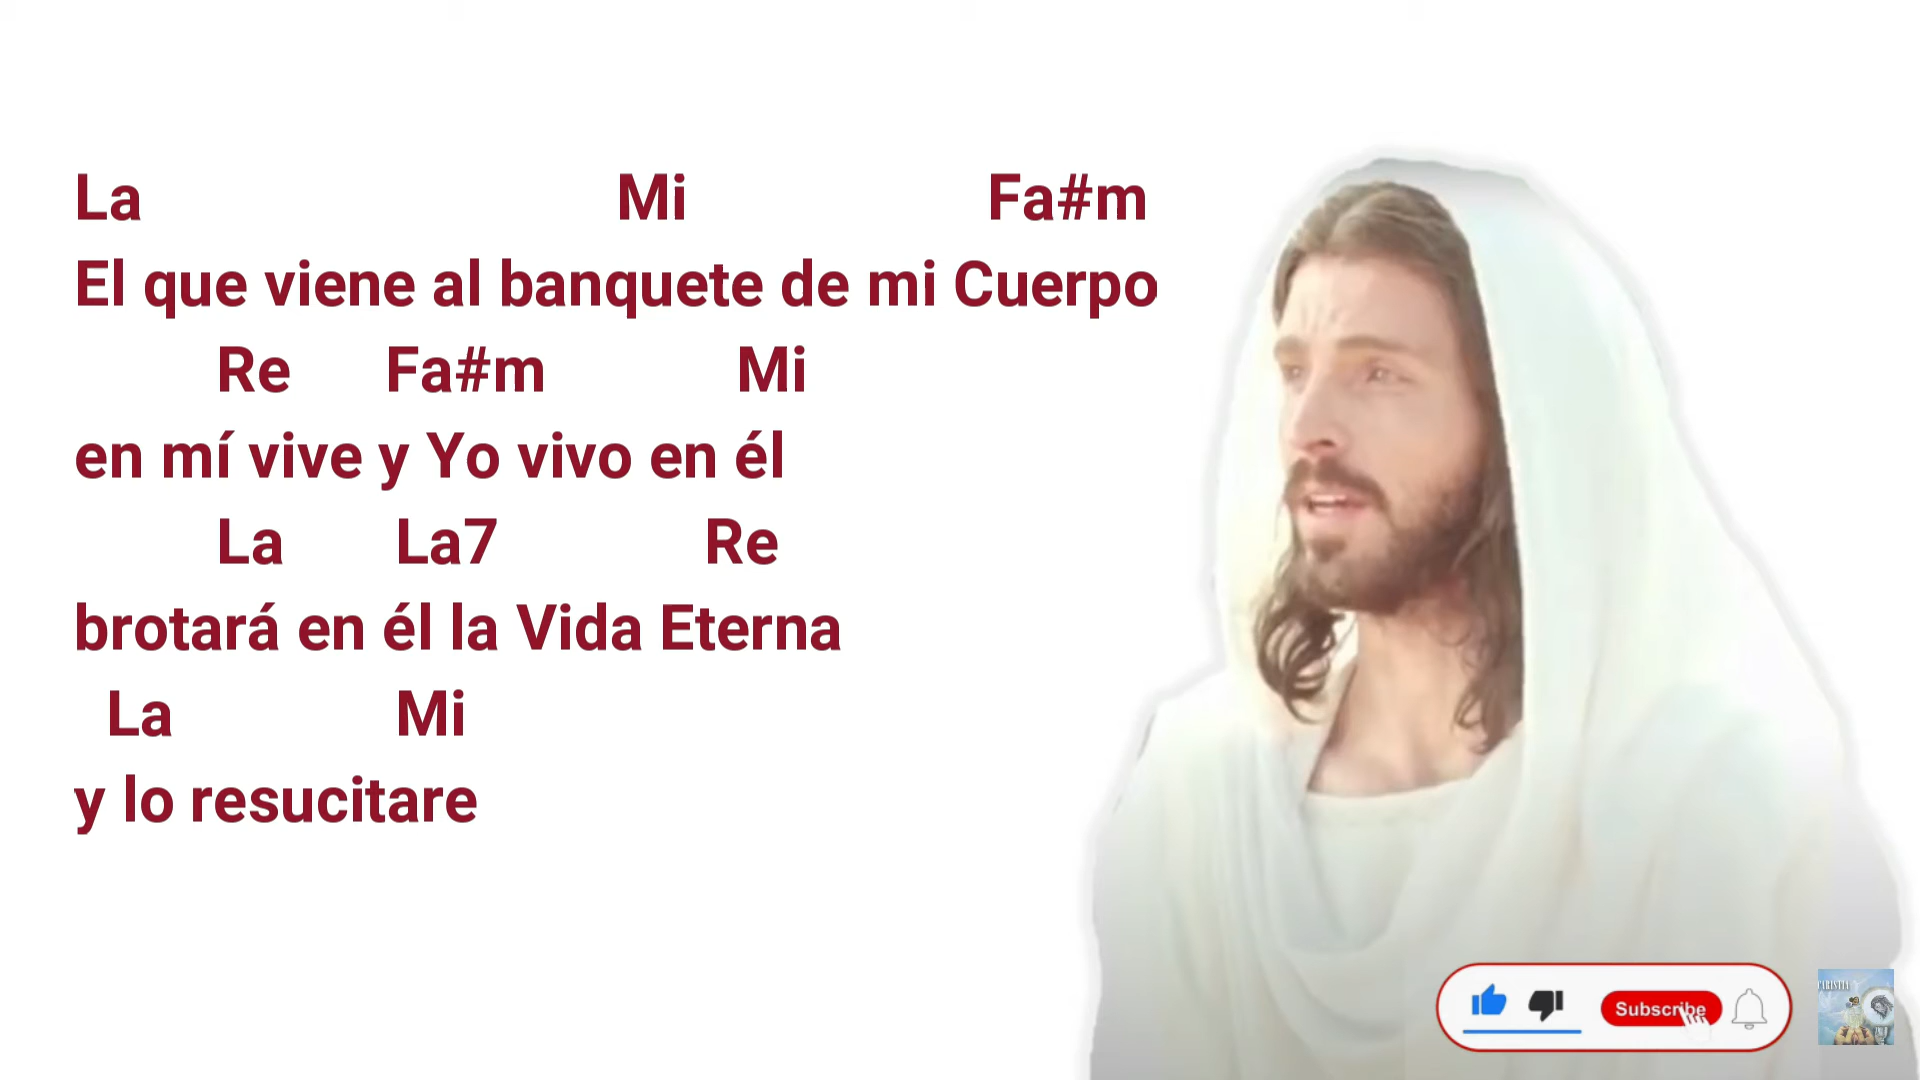 La Mi Fa#m
El que viene al banquete de mi Cuerpo
Re Fa#m Mi
en mí vive y Yo vivo en él
La La7 Re
brotará en él la Vida Eterna
La Mi
y lo resucitare
Subscribe